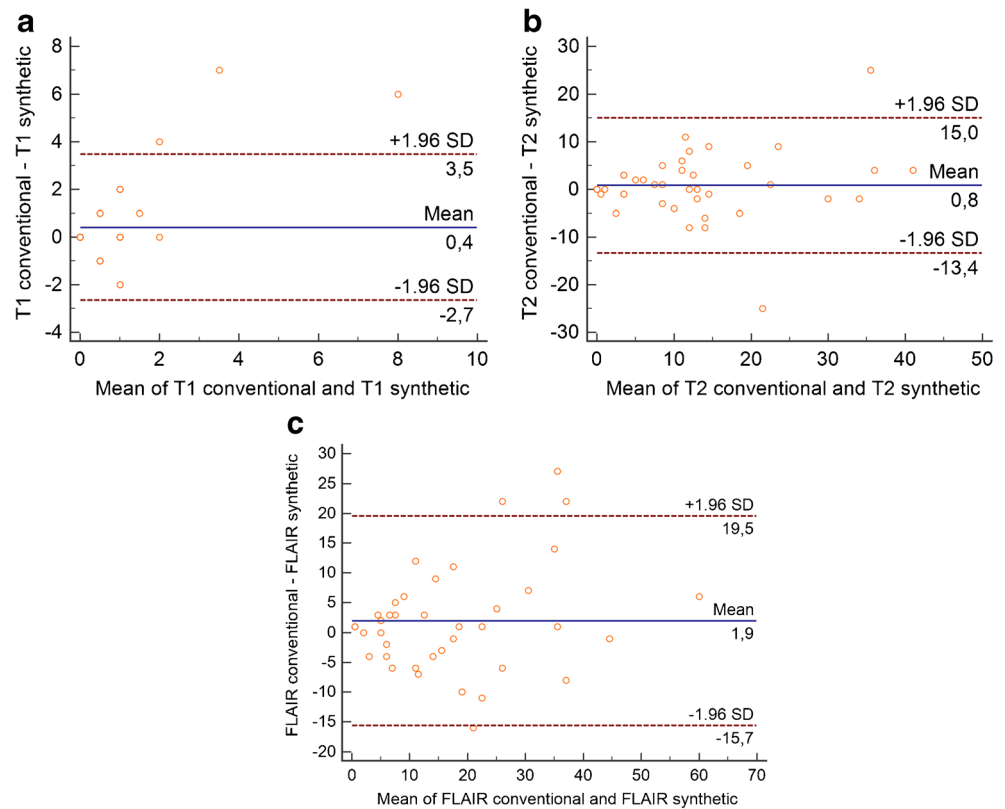 a
T1 conventional - T1 synthetic
8
6
4
2
0
-2
-4
+1.96 SD
3,5
Mean
0,4
-1.96 SD
-2,7
0 2 4 6 8 10
Mean of T1 conventional and T1 synthetic
b
T2 conventional - T2 synthetic
30
20
10
0
-10
-20
-30
+1.96 SD
15,0
Mean
0,8
-1.96 SD
-13,4
0 10 20 30 40 50
Mean of T2 conventional and T2 synthetic
c
FLAIR conventional - FLAIR synthetic
30
25
20
15
10
5
0
-5
-10
-15
-20
+1.96 SD
19,5
Mean
1,9
-1.96 SD
-15,7
0 10 20 30 40 50 60 70
Mean of FLAIR conventional and FLAIR synthetic